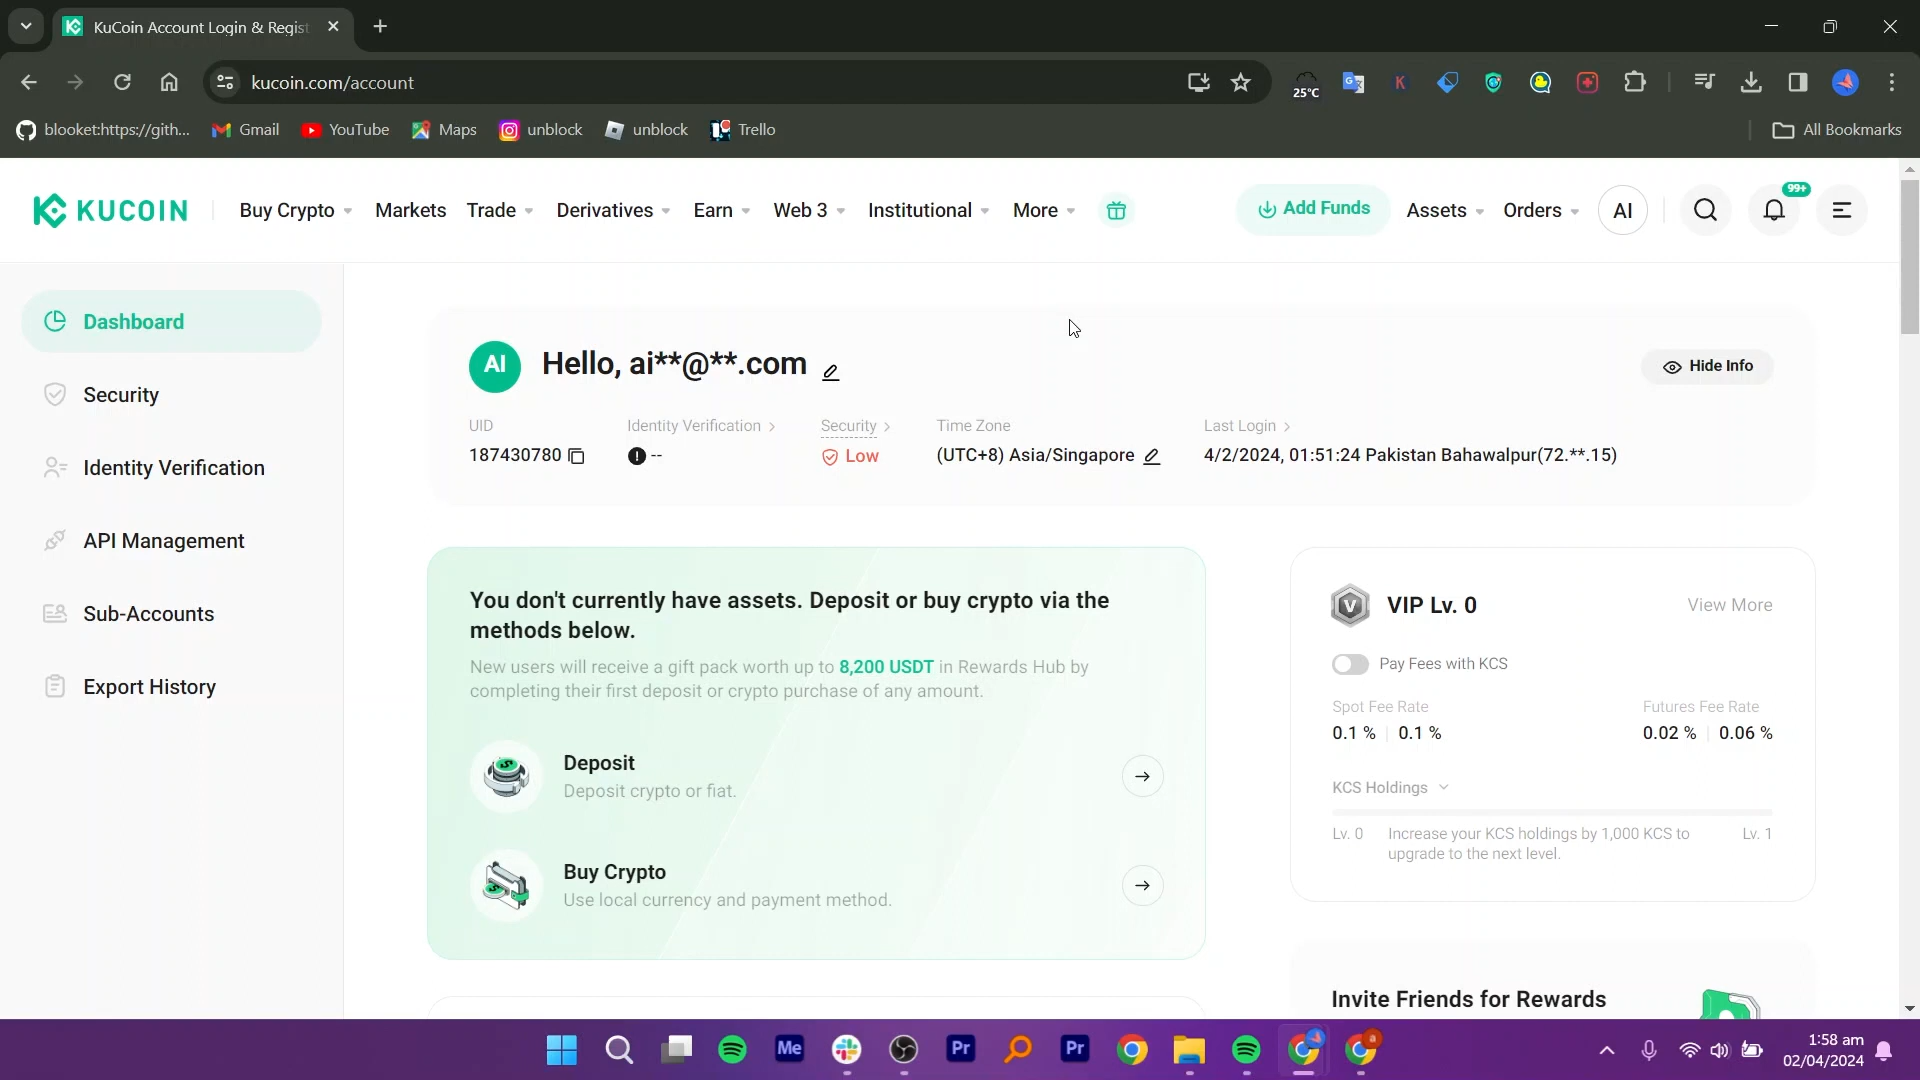 KuCoin Account Login & Regist
kucoin.com/account
25°C
blooket:https://gith...
Gmail
YouTube
Maps
unblock
unblock
Trello
All Bookmarks
KUCOIN
Buy Crypto
Markets
Trade
Derivatives
Earn
Web 3
Institutional
More
Add Funds
Assets
Orders
AI
99+
Dashboard
Security
Identity Verification
API Management
Sub-Accounts
Export History
AI
Hello, ai**@**.com
Hide Info
UID
Identity Verification
Security
Time Zone
Last Login
187430780
--
Low
(UTC+8) Asia/Singapore
4/2/2024, 01:51:24 Pakistan Bahawalpur(72.**.15)
You don't currently have assets. Deposit or buy crypto via the
methods below.
New users will receive a gift pack worth up to 8,200 USDT in Rewards Hub by
completing their first deposit or crypto purchase of any amount.
Deposit
Deposit crypto or fiat.
Buy Crypto
Use local currency and payment method.
VIP Lv. 0
View More
Pay Fees with KCS
Spot Fee Rate
Futures Fee Rate
0.1 % | 0.1 %
0.02 % | 0.06 %
KCS Holdings
Lv. 0
Increase your KCS holdings by 1,000 KCS to
upgrade to the next level.
Lv. 1
Invite Friends for Rewards
Me
Pr
Pr
a
1:58 am
02/04/2024